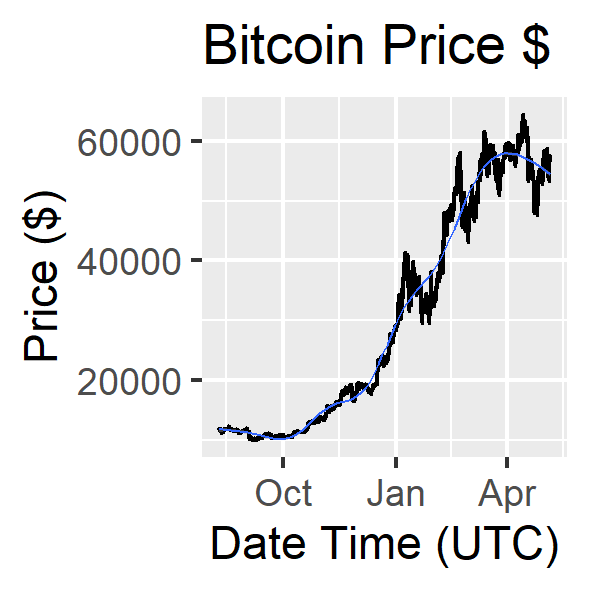 Bitcoin Price $
Price ($)
60000
40000
20000
Oct Jan Apr
Date Time (UTC)